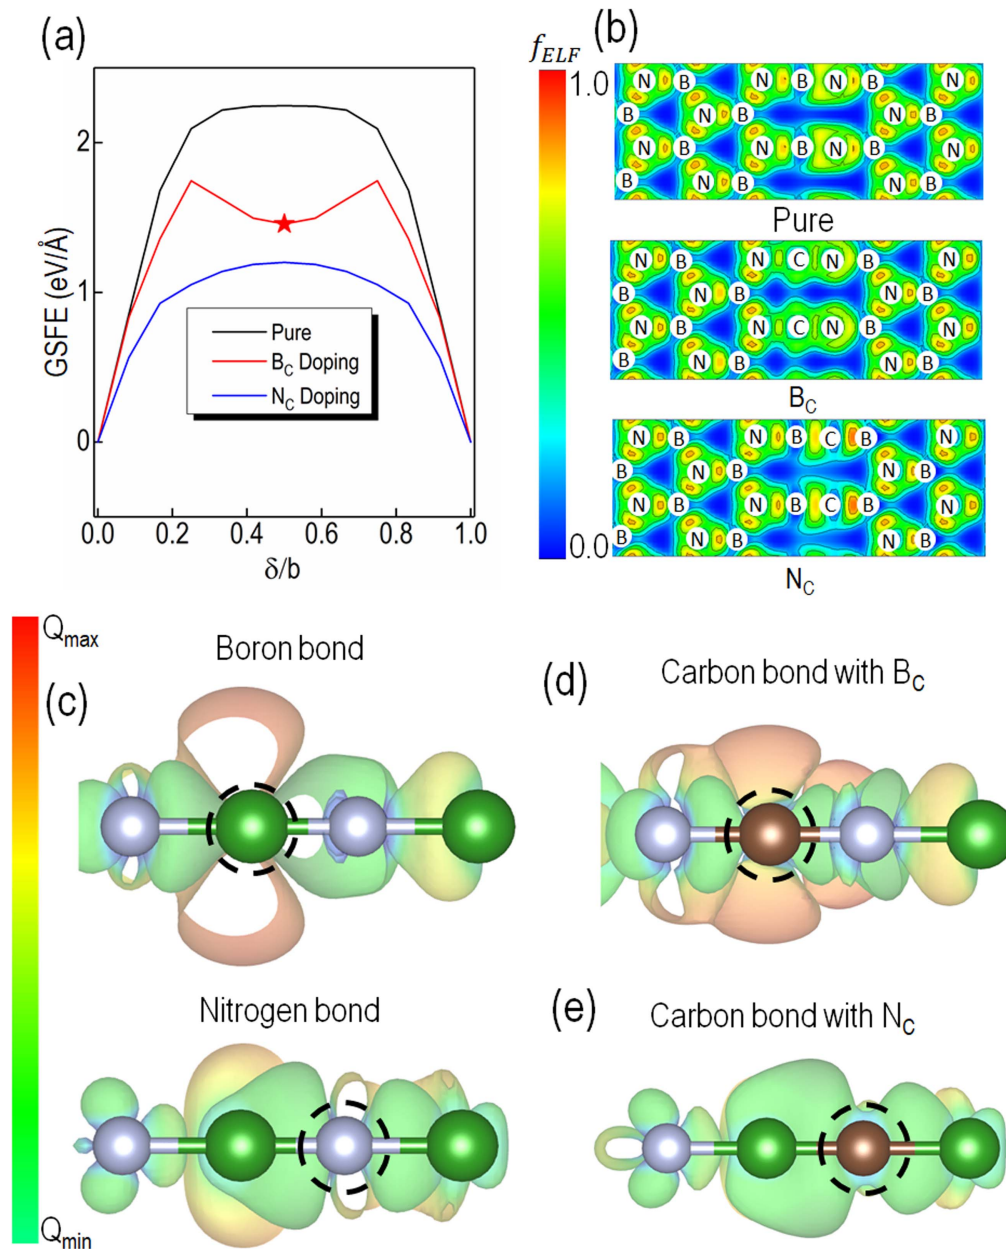 (a)
GSFE (eV/Å)
2
1
0
Pure
B_C Doping
N_C Doping
0.0 0.2 0.4 0.6 0.8 1.0
δ/b
f_ELF
1.0
0.0
(b)
N B N B N N B
B N B N B
N B N B N N B
B N B N B
Pure
N B N C N B N
B N B N B
N B N C N B N
B N B N B
B_C
N B N B C B N
B N B N B
N B N B C B N
B N B N B
N_C
Q_max
Q_min
Boron bond
(c)
(d)
Carbon bond with B_C
Nitrogen bond
(e)
Carbon bond with N_C